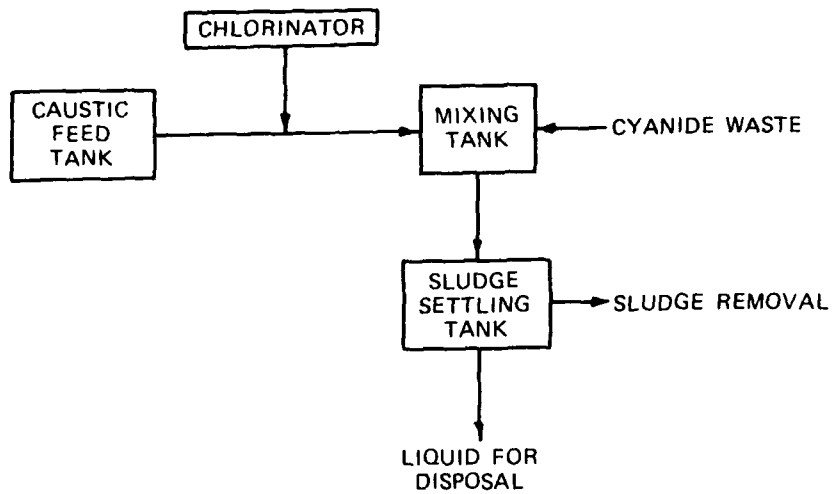 CHLORINATOR
CAUSTIC
FEED
TANK
MIXING
TANK
CYANIDE WASTE
SLUDGE
SETTLING
TANK
SLUDGE REMOVAL
LIQUID FOR
DISPOSAL